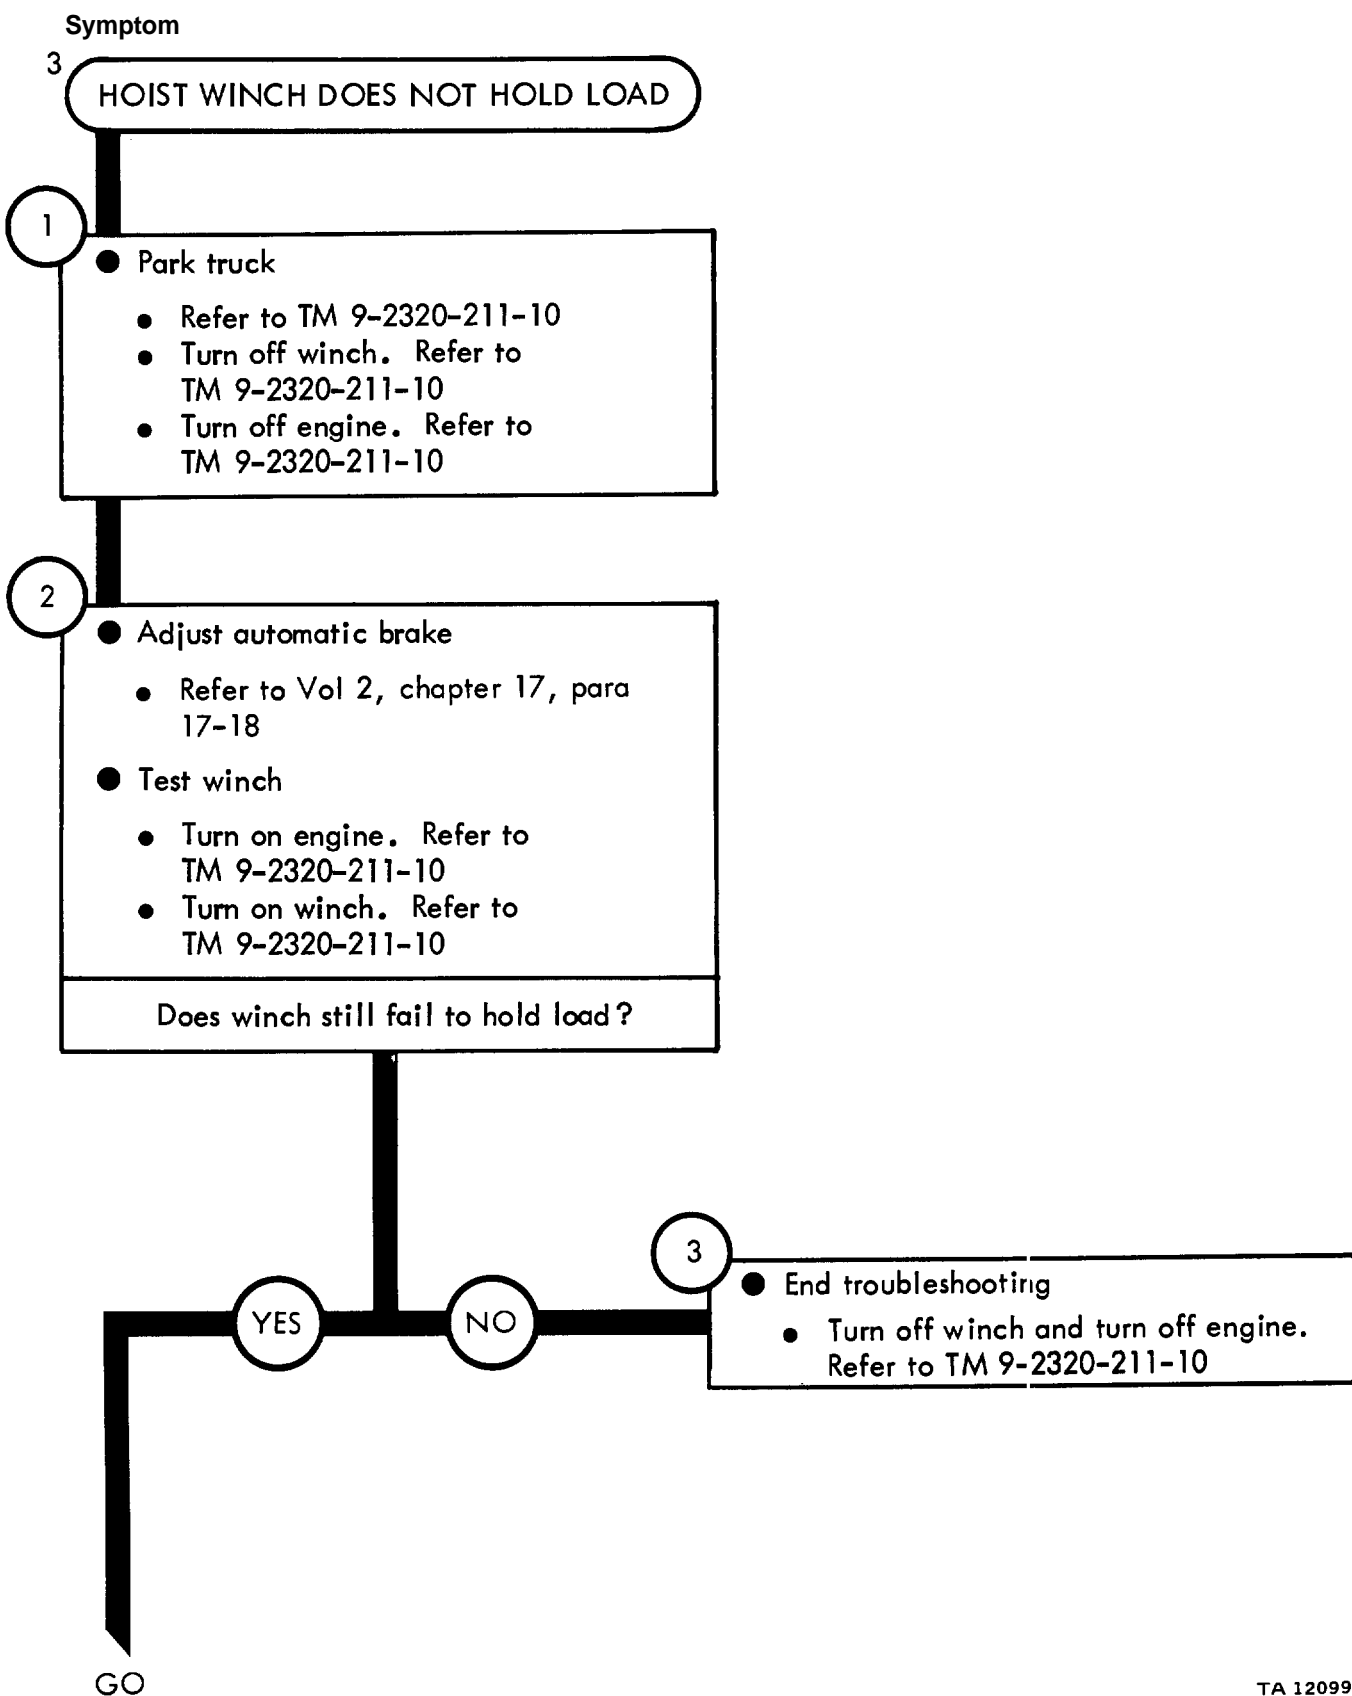 Symptom
3
HOIST WINCH DOES NOT HOLD LOAD
1
● Park truck
● Refer to TM 9-2320-211-10
● Turn off winch. Refer to
TM 9-2320-211-10
● Turn off engine. Refer to
TM 9-2320-211-10
2
● Adjust automatic brake
● Refer to Vol 2, chapter 17, para
17-18
● Test winch
● Turn on engine. Refer to
TM 9-2320-211-10
● Turn on winch. Refer to
TM 9-2320-211-10
Does winch still fail to hold load?
YES
NO
3
● End troubleshooting
● Turn off winch and turn off engine.
Refer to TM 9-2320-211-10
GO
TA 12099